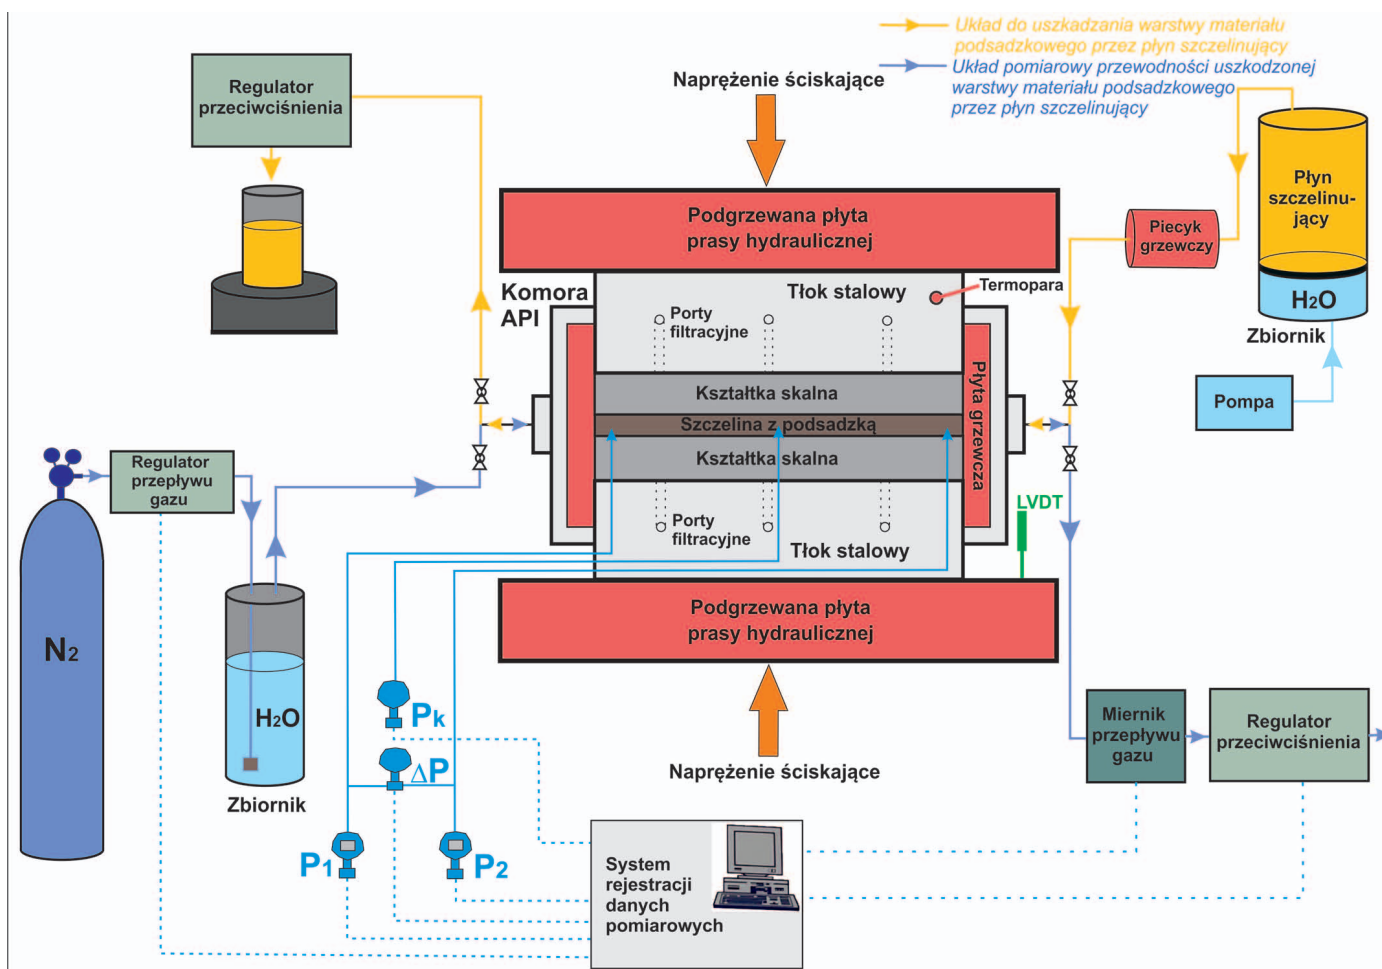 Układ do uszkadzania warstwy materiału
podsadzkowego przez płyn szczelinujący
Układ pomiarowy przewodności uszkodzonej
warstwy materiału podsadzkowego
przez płyn szczelinujący
Regulator
przeciwciśnienia
Naprężenie ściskające
Podgrzewana płyta
prasy hydraulicznej
Płyn
szczelinu-
jący
H2O
Zbiornik
Piecyk
grzewczy
Pompa
Komora
API
Tłok stalowy
Termopara
Porty
filtracyjne
Kształtka skalna
Szczelina z podsadzką
Kształtka skalna
Płyta grzewcza
Porty
filtracyjne
Tłok stalowy
LVDT
Regulator
przepływu
gazu
N2
H2O
Zbiornik
Podgrzewana płyta
prasy hydraulicznej
Naprężenie ściskające
Pk
ΔP
P1
P2
Miernik
przepływu
gazu
Regulator
przeciwciśnienia
System
rejestracji
danych
pomiarowych